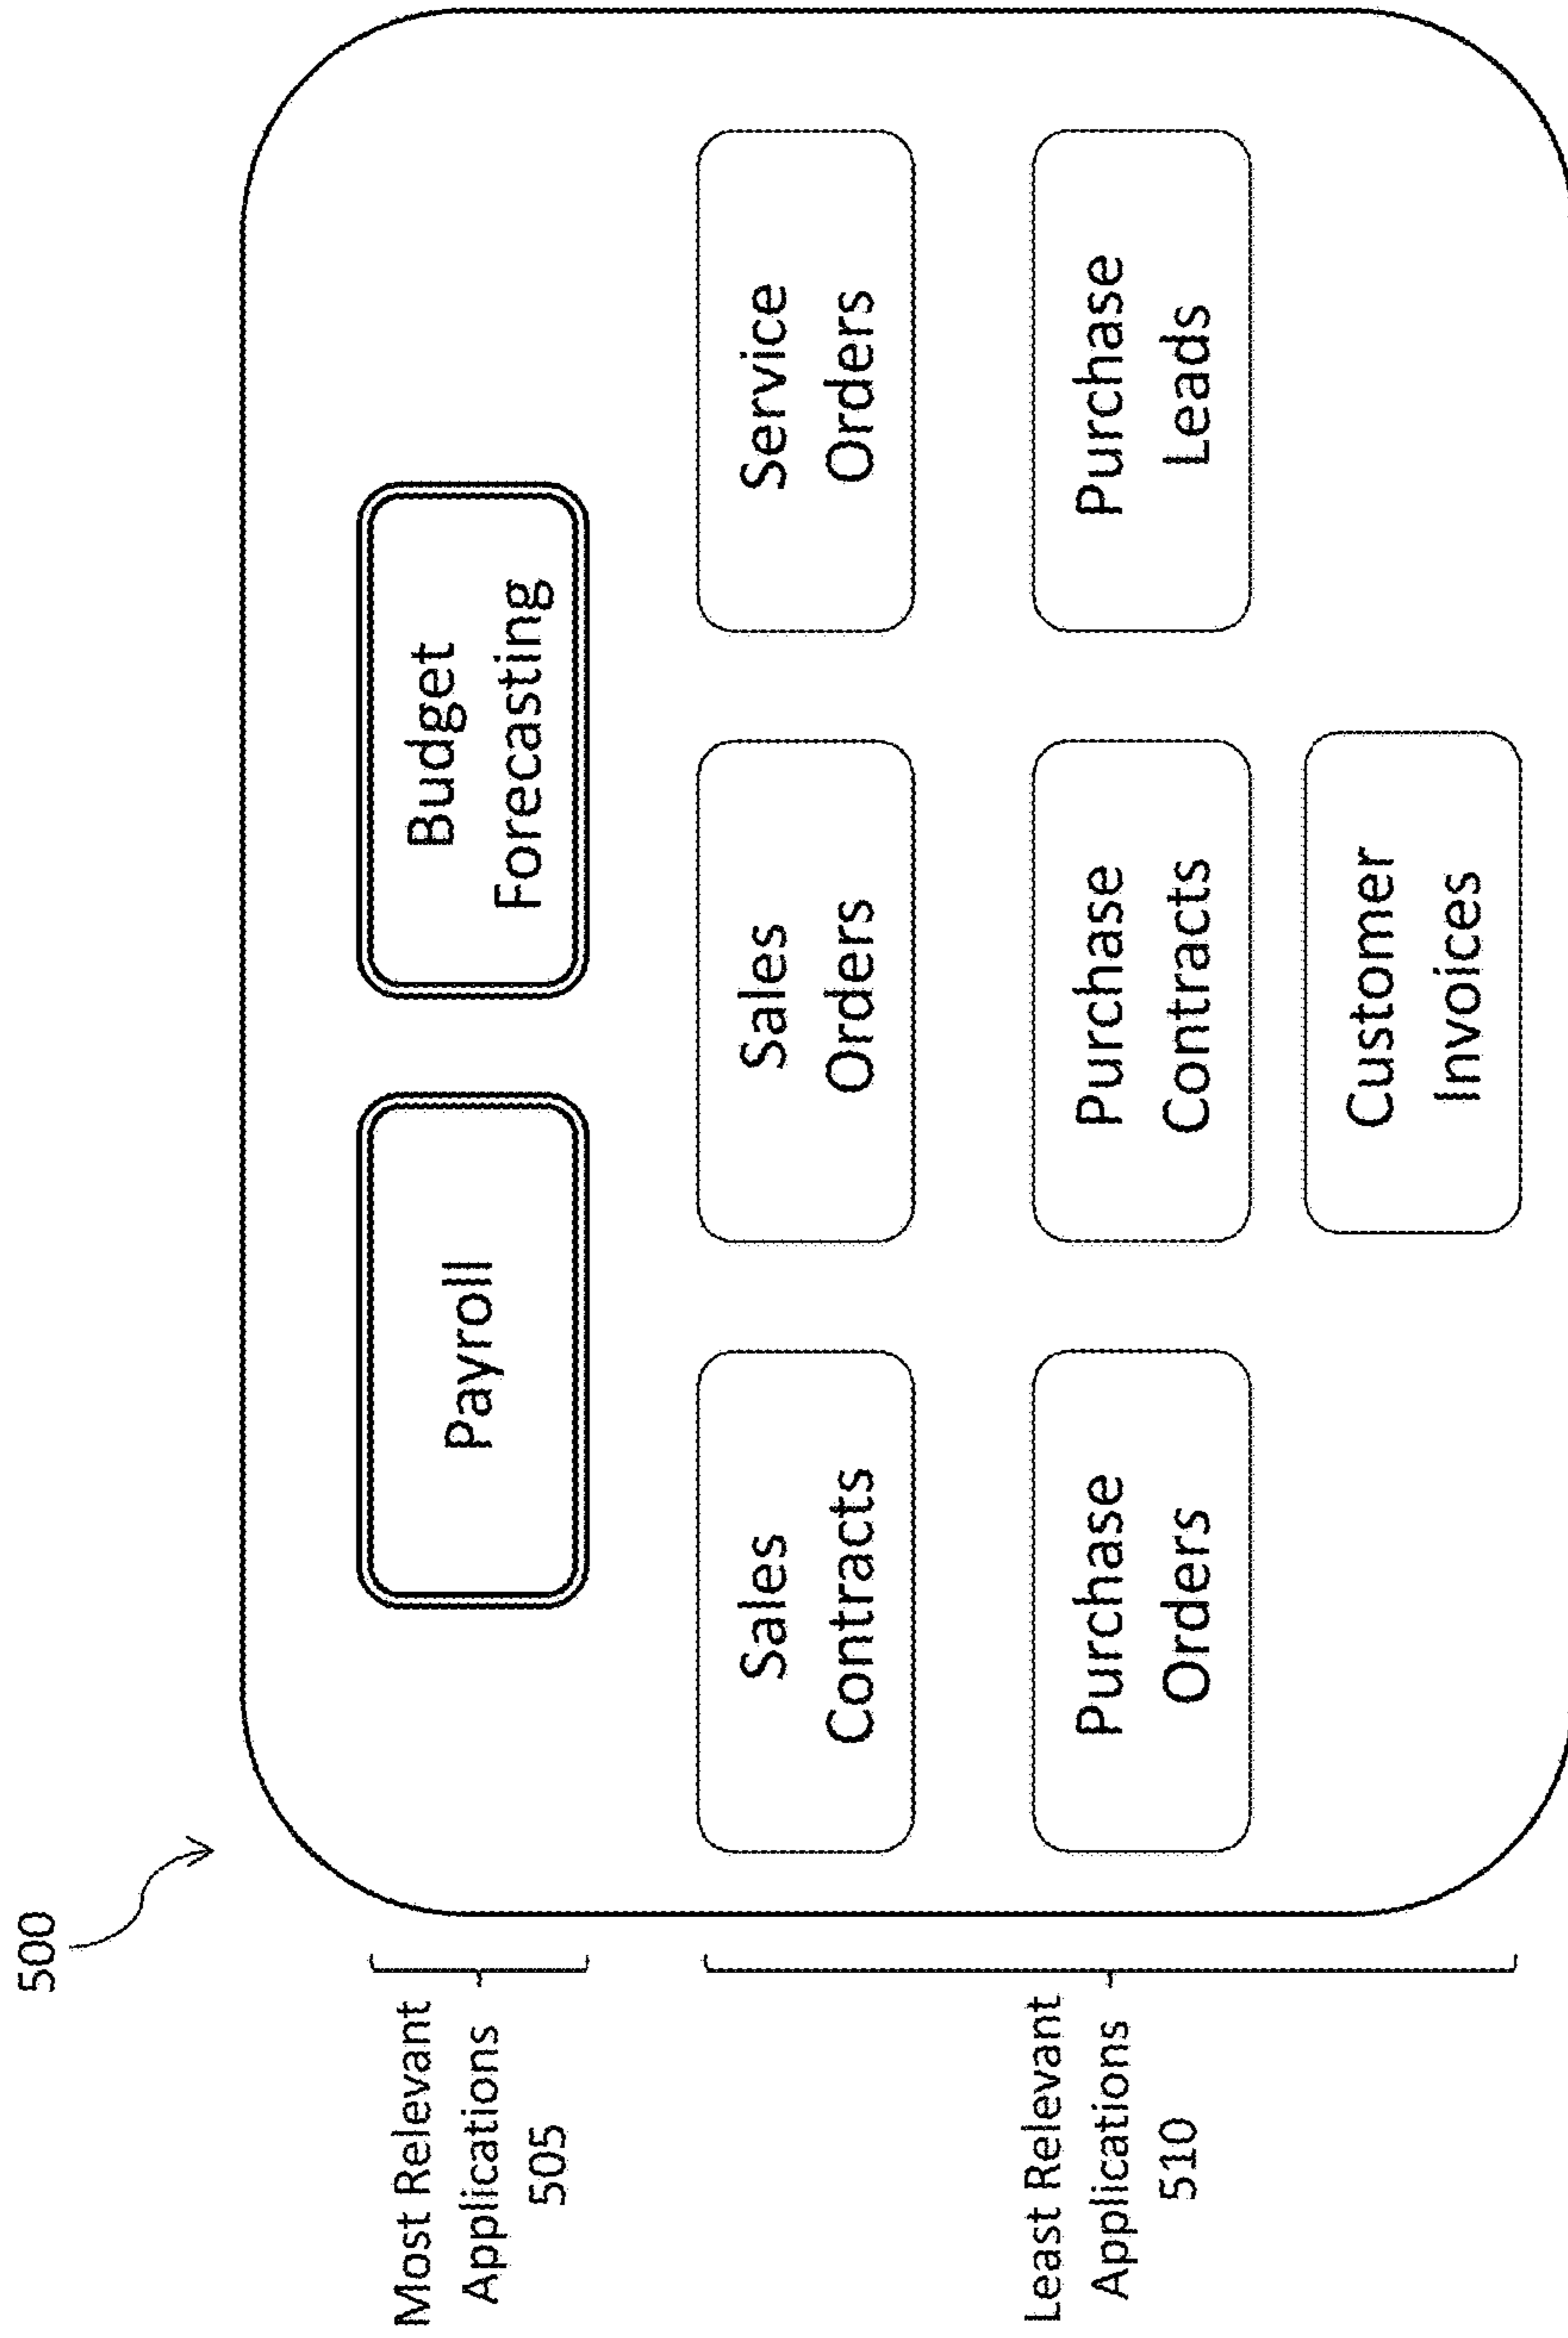 500
Most Relevant
Applications
505
Payroll
Budget
Forecasting
Least Relevant
Applications
510
Sales
Contracts
Sales
Orders
Service
Orders
Purchase
Orders
Purchase
Contracts
Purchase
Leads
Customer
Invoices